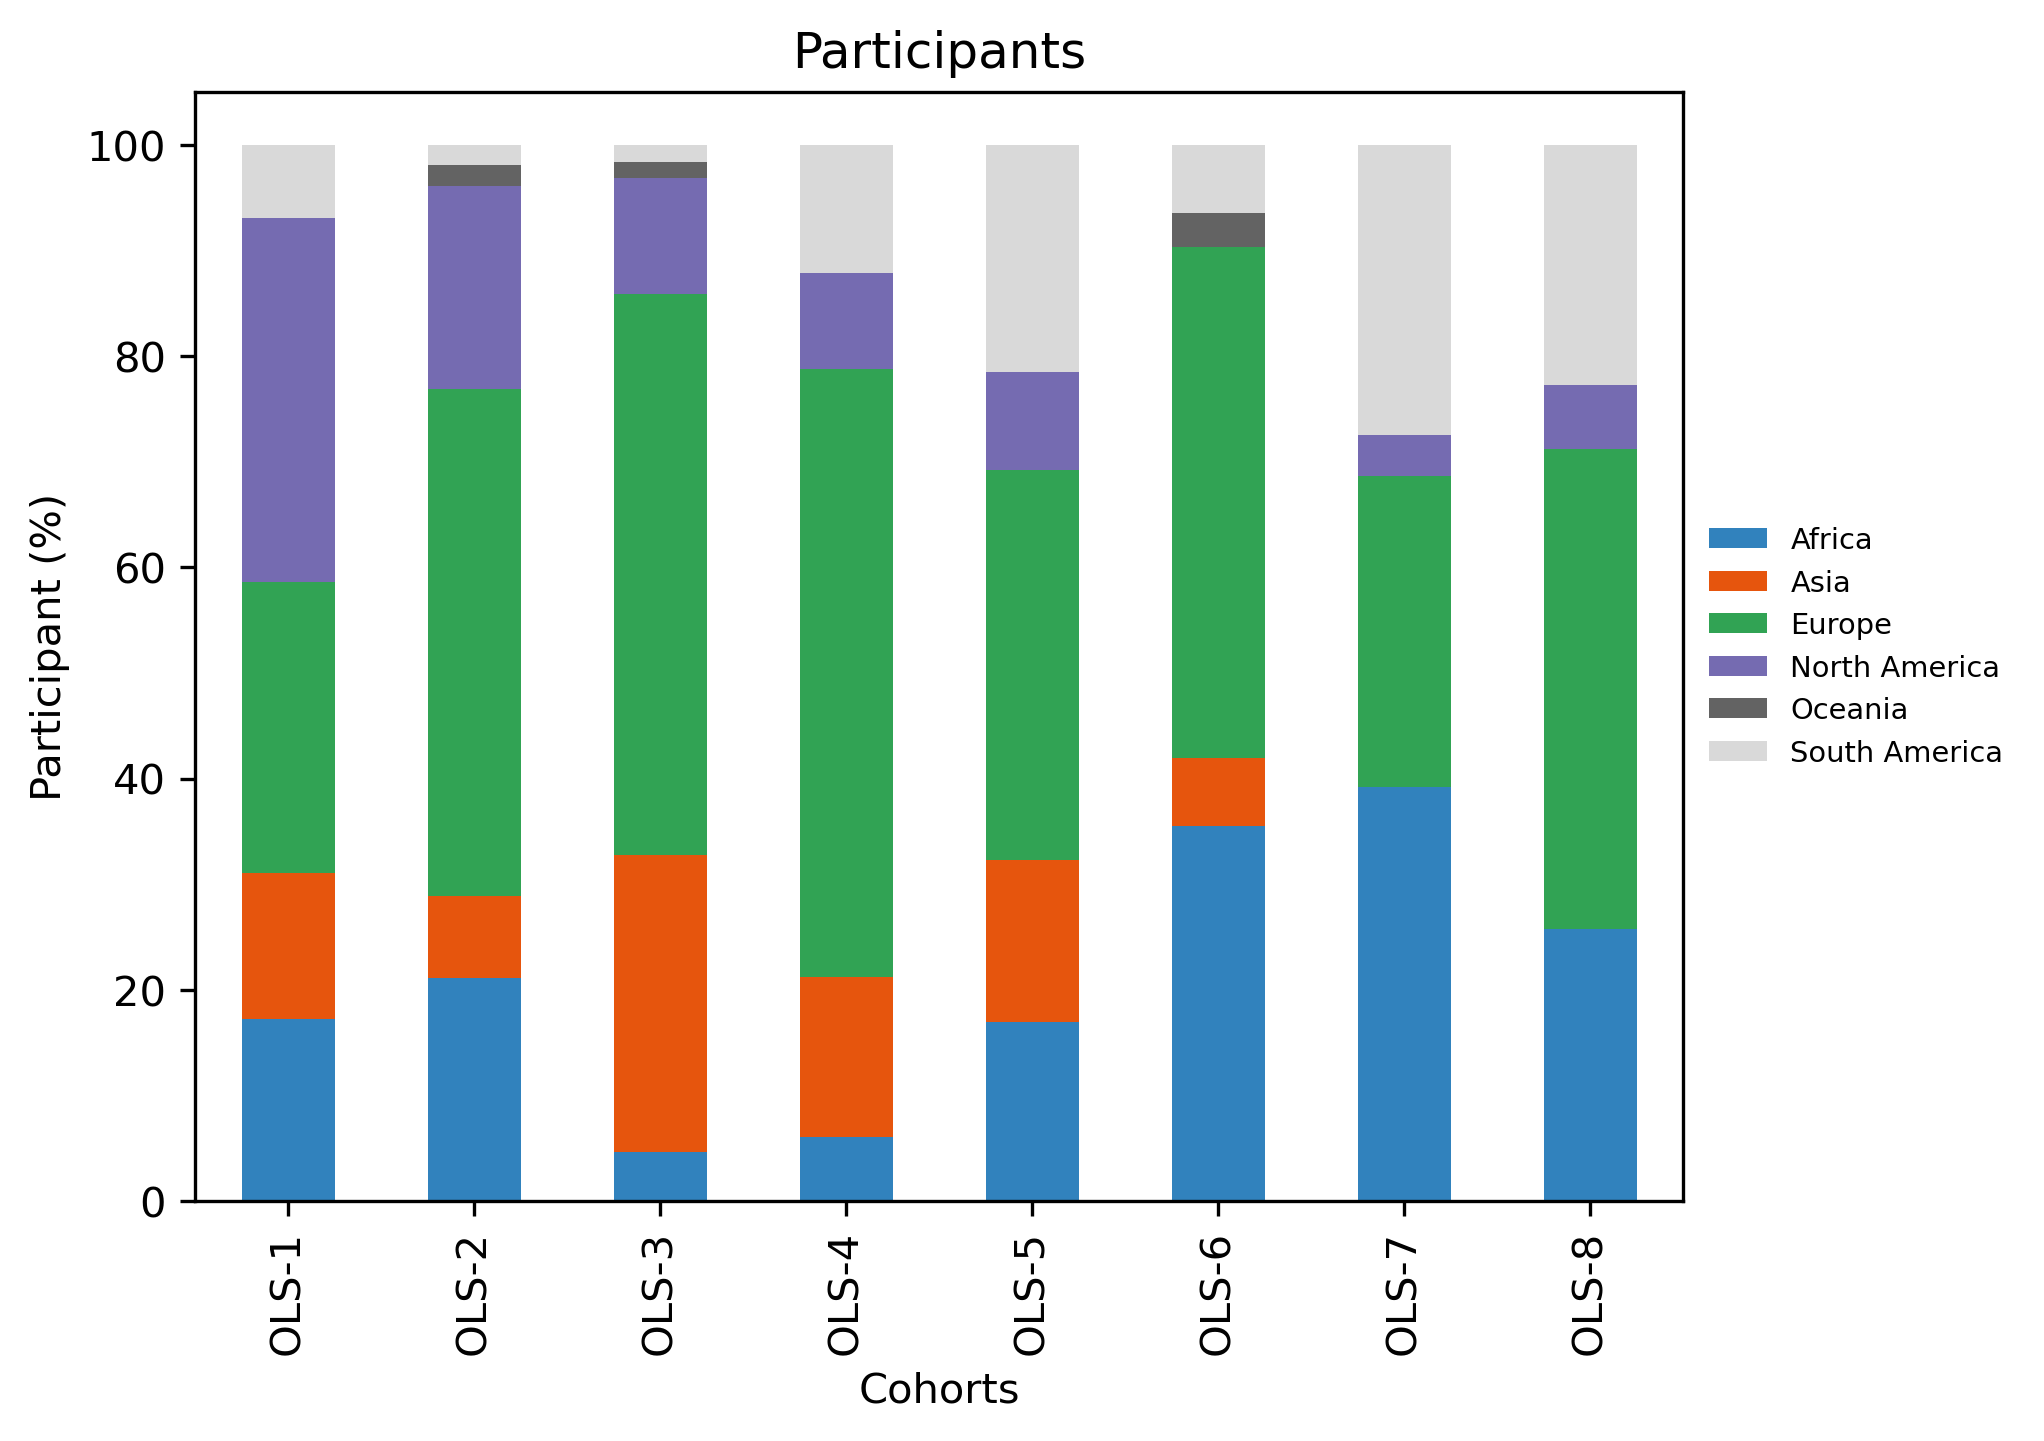 Participants
Participant (%)
100
80
60
40
20
0
OLS-1
OLS-2
OLS-3
OLS-4
OLS-5
OLS-6
OLS-7
OLS-8
Cohorts
Africa
Asia
Europe
North America
Oceania
South America